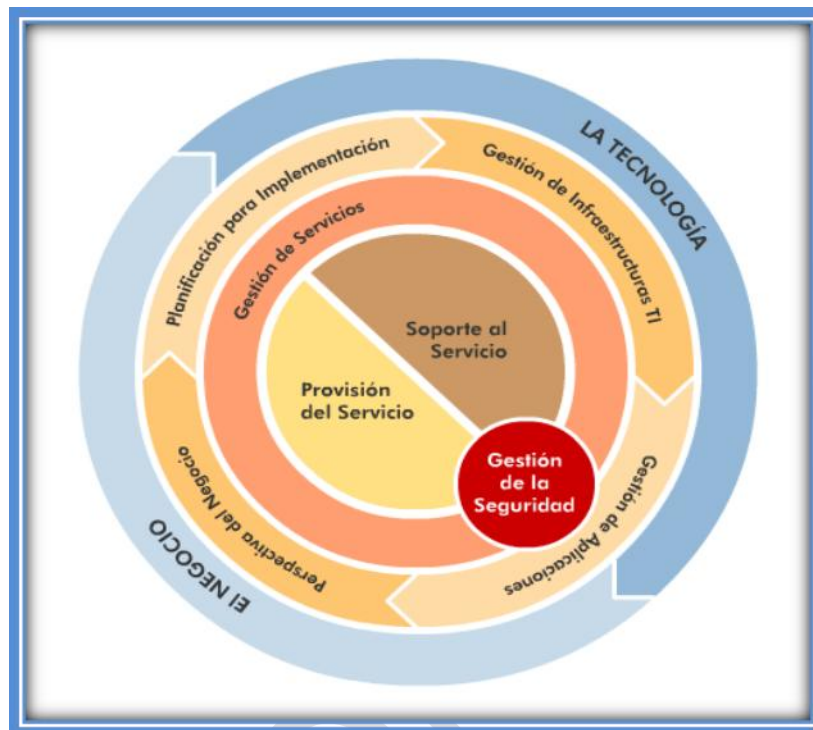 LA TECNOLOGÍA
El NEGOCIO
Planificación para Implementación
Gestión de Infraestructuras TI
Gestión de Aplicaciones
Perspectiva del Negocio
Gestión de Servicios
Soporte al
Servicio
Provisión
del Servicio
Gestión
de la
Seguridad